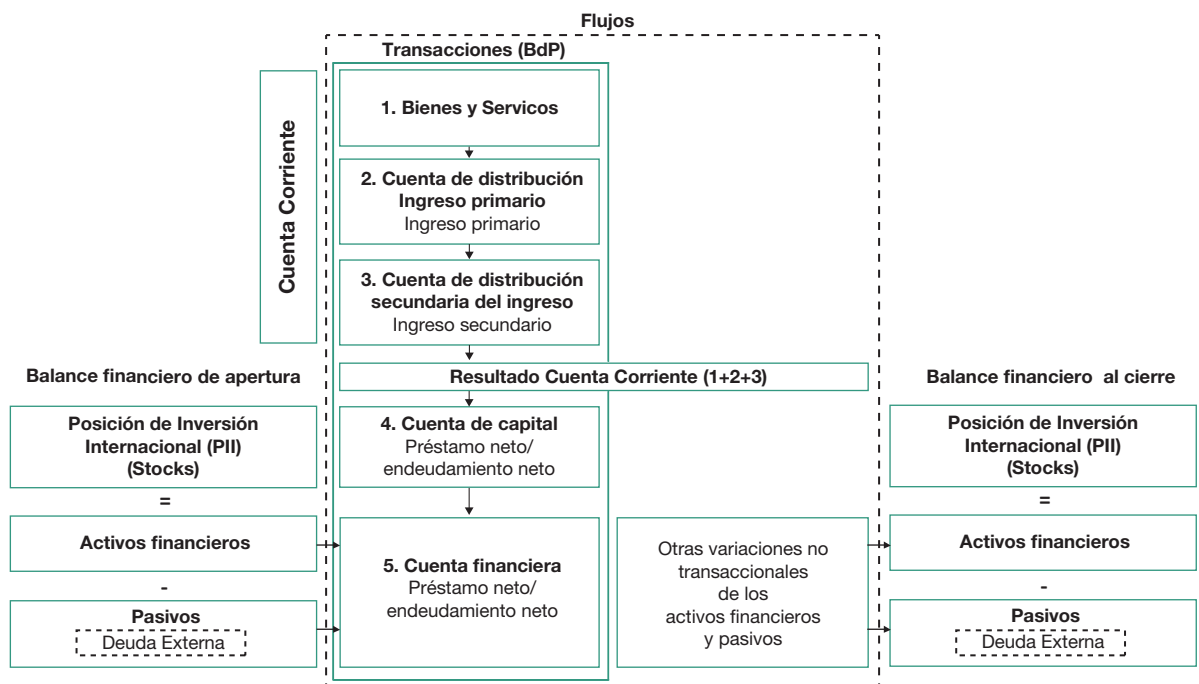 Flujos
Transacciones (BdP)
Cuenta Corriente
1. Bienes y Servicos
2. Cuenta de distribución
Ingreso primario
Ingreso primario
3. Cuenta de distribución
secundaria del ingreso
Ingreso secundario
Resultado Cuenta Corriente (1+2+3)
Balance financiero de apertura
Posición de Inversión
Internacional (PII)
(Stocks)
=
Activos financieros
-
Pasivos
Deuda Externa
4. Cuenta de capital
Préstamo neto/
endeudamiento neto
5. Cuenta financiera
Préstamo neto/
endeudamiento neto
Otras variaciones no
transaccionales
de los
activos financieros
y pasivos
Balance financiero al cierre
Posición de Inversión
Internacional (PII)
(Stocks)
=
Activos financieros
-
Pasivos
Deuda Externa